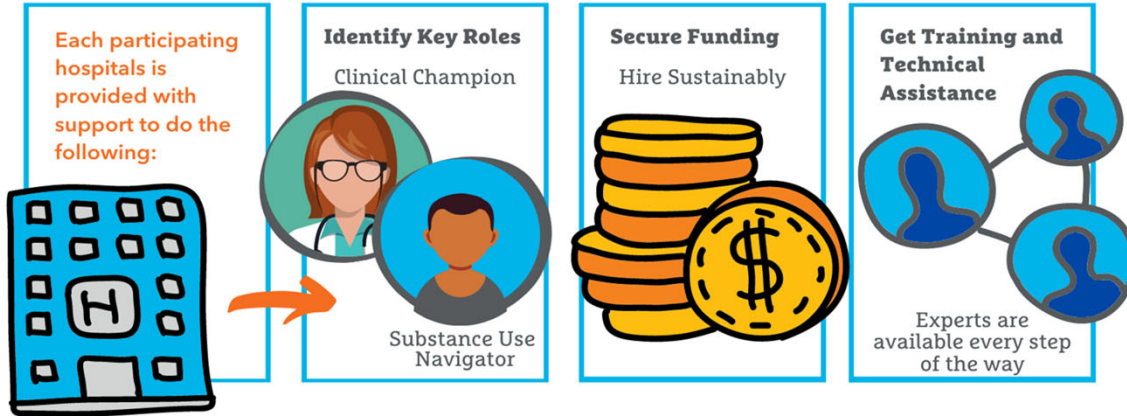 Each participating
hospitals is
provided with
support to do the
following:
H
Identify Key Roles
Clinical Champion
Substance Use
Navigator
Secure Funding
Hire Sustainably
$
Get Training and
Technical
Assistance
Experts are
available every step
of the way